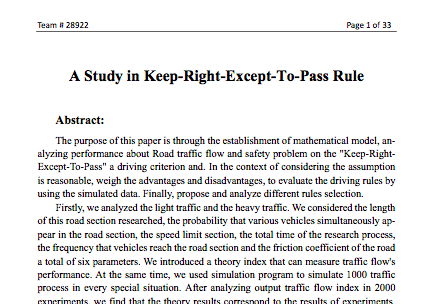 Team # 28922 Page 1 of 33
A Study in Keep-Right-Except-To-Pass Rule
Abstract:
The purpose of this paper is through the establishment of mathematical model, an-
alyzing performance about Road traffic flow and safety problem on the "Keep-Right-
Except-To-Pass" a driving criterion and. In the context of considering the assumption
is reasonable, weigh the advantages and disadvantages, to evaluate the driving rules by
using the simulated data. Finally, propose and analyze different rules selection.
Firstly, we analyzed the light traffic and the heavy traffic. We considered the length
of this road section researched, the probability that various vehicles simultaneously ap-
pear in the road section, the speed limit section, the total time of the research process,
the frequency that vehicles reach the road section and the friction coefficient of the road
a total of six parameters. We introduced a theory index that can measure traffic flow's
performance. At the same time, we used simulation program to simulate 1000 traffic
process in every special situation. After analyzing output traffic flow index in 2000
experiments, we find that the theory results correspond to the results of experiments.